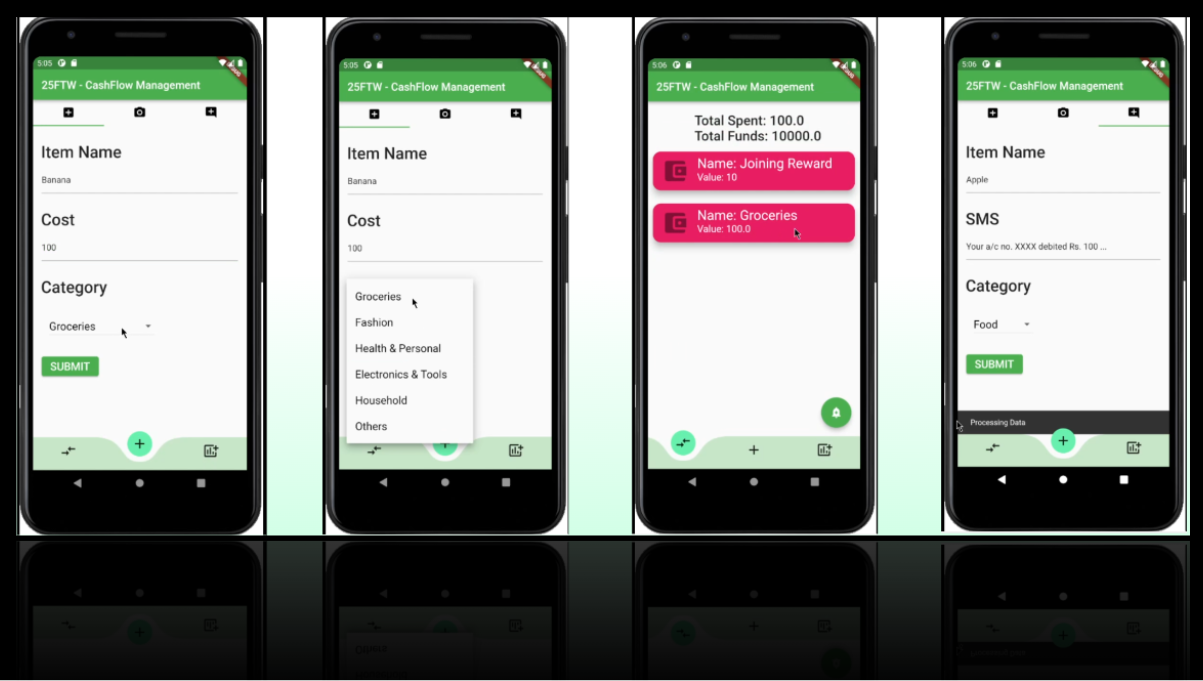 5:05
25FTW - CashFlow Management
Item Name
Banana
Cost
100
Category
Groceries
SUBMIT
5:05
25FTW - CashFlow Management
Item Name
Banana
Cost
100
Groceries
Fashion
Health & Personal
Electronics & Tools
Household
Others
5:06
25FTW - CashFlow Management
Total Spent: 100.0
Total Funds: 10000.0
Name: Joining Reward
Value: 10
Name: Groceries
Value: 100.0
5:06
25FTW - CashFlow Management
Item Name
Apple
SMS
Your a/c no. XXXX debited Rs. 100 ...
Category
Food
SUBMIT
Processing Data